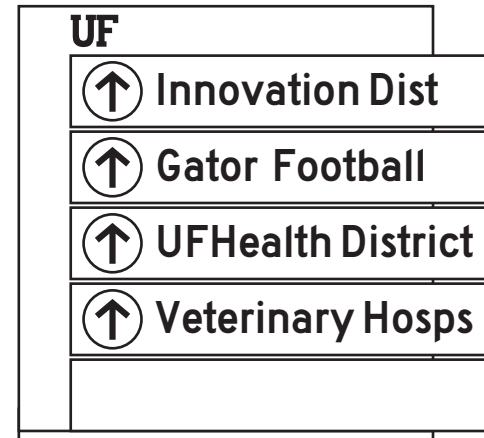 UF
Innovation Dist
Gator Football
UFHealth District
Veterinary Hosps